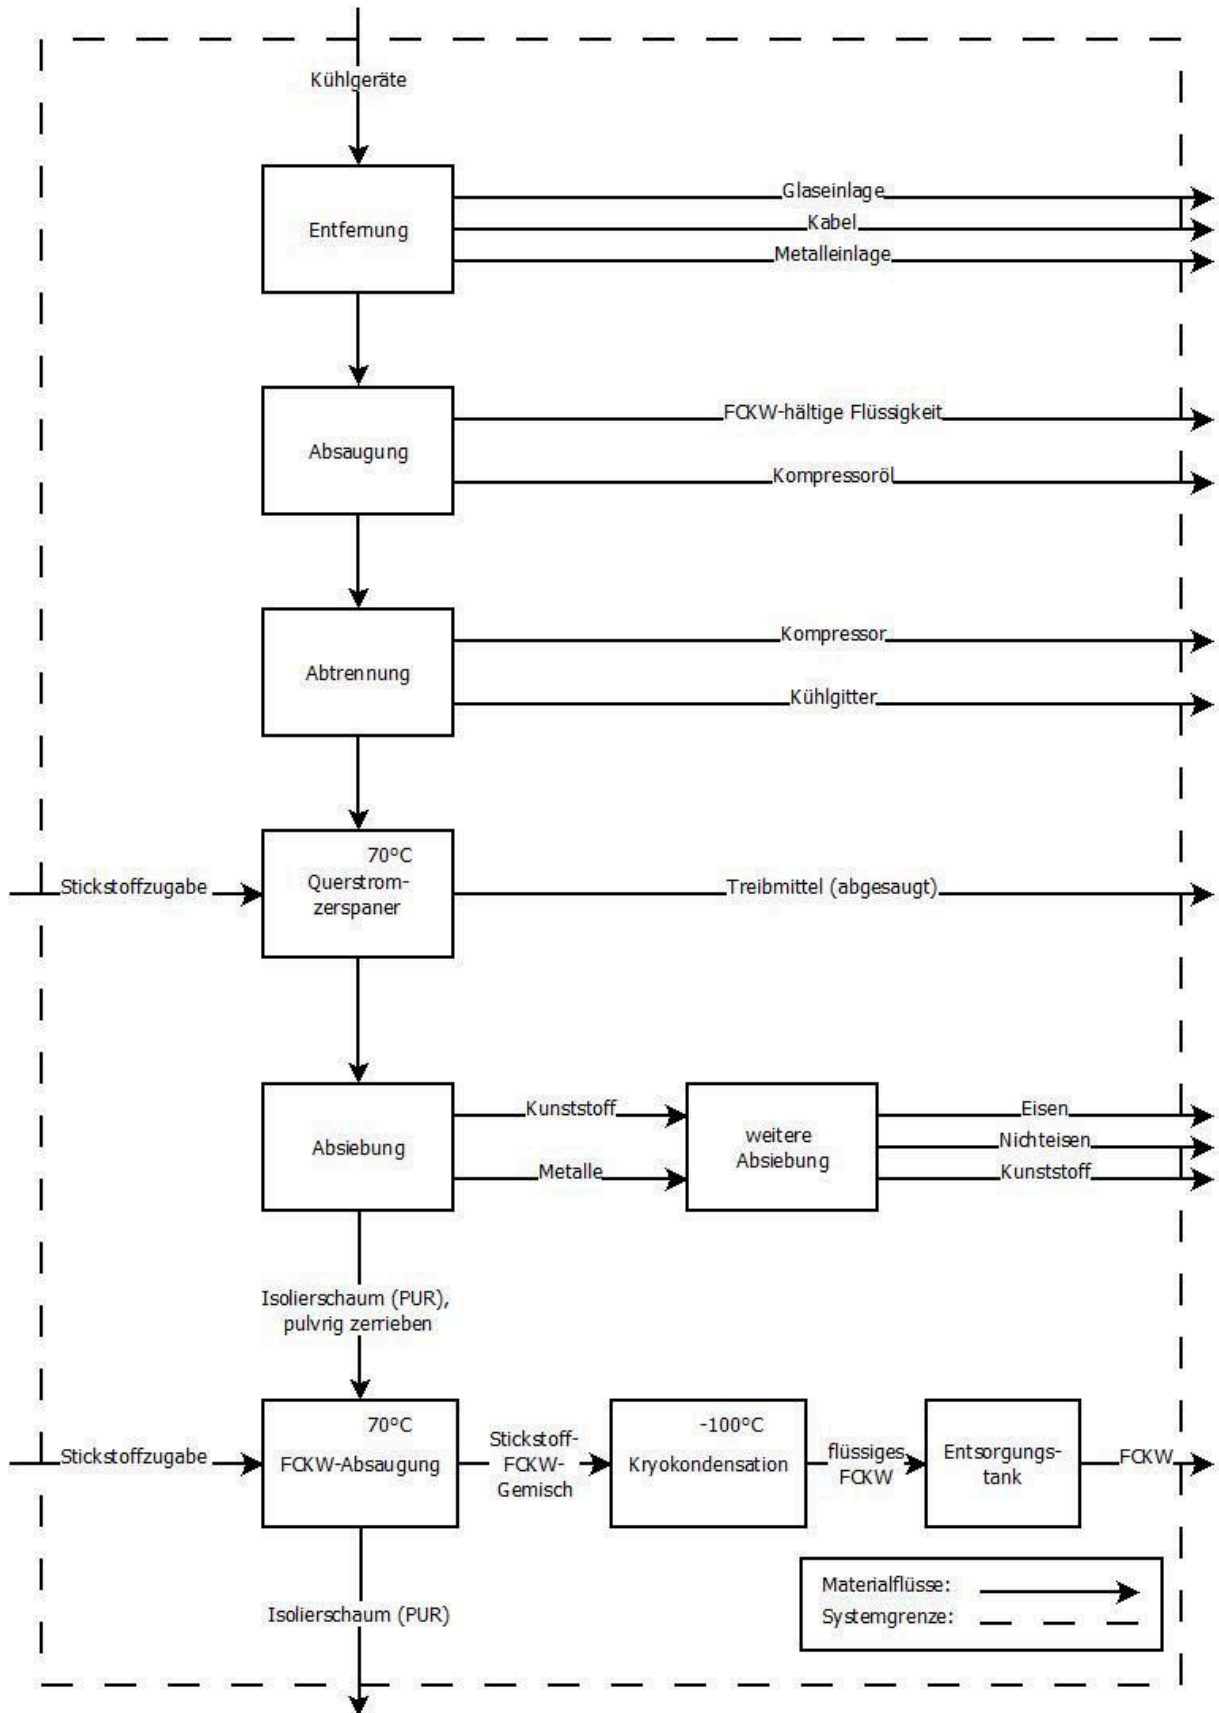 Kühlgeräte
Entfernung
Glaseinlage
Kabel
Metalleinlage
Absaugung
FCKW-hältige Flüssigkeit
Kompressoröl
Abtrennung
Kompressor
Kühlgitter
Stickstoffzugabe
70°C
Querstrom-
zerspaner
Treibmittel (abgesaugt)
Absiebung
Kunststoff
Metalle
weitere
Absiebung
Eisen
Nichteisen
Kunststoff
Isolierschaum (PUR),
pulvrig zerrieben
Stickstoffzugabe
70°C
FCKW-Absaugung
Stickstoff-
FCKW-
Gemisch
-100°C
Kryokondensation
flüssiges
FCKW
Entsorgungs-
tank
FCKW
Isolierschaum (PUR)
Materialflüsse:
Systemgrenze: